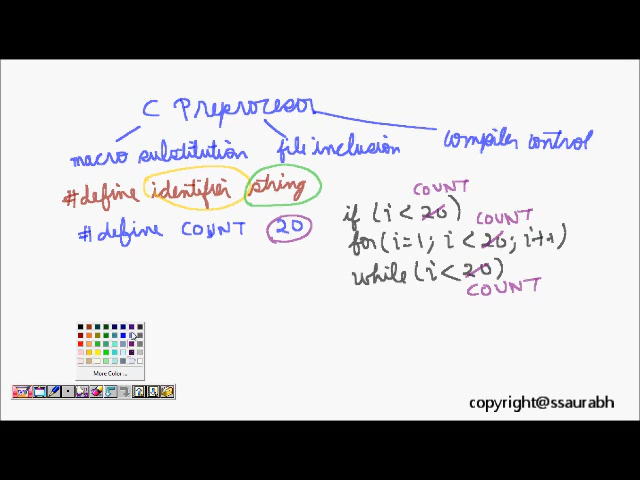 C Preprocesor
macro substitution file inclusion compiler control
#define identifier string
#define COUNT 20
COUNT
if (i < 20)
COUNT
for(i=1; i < 20; i++)
while (i < 20)
COUNT
More Color...
copyright@ssaurabh